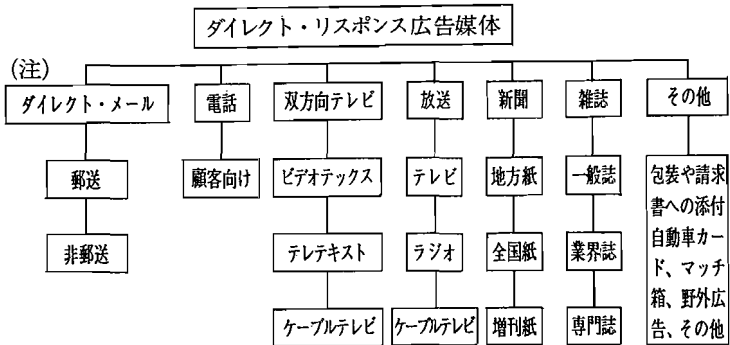 ダイレクト・リスポンス広告媒体
(注)
ダイレクト・メール
郵送
非郵送
電話
顧客向け
双方向テレビ
ビデオテックス
テレテキスト
ケーブルテレビ
放送
テレビ
ラジオ
ケーブルテレビ
新聞
地方紙
全国紙
増刊紙
雑誌
一般誌
業界誌
専門誌
その他
包装や請求
書への添付
自動車カー
ド、マッチ
箱、野外広
告、その他